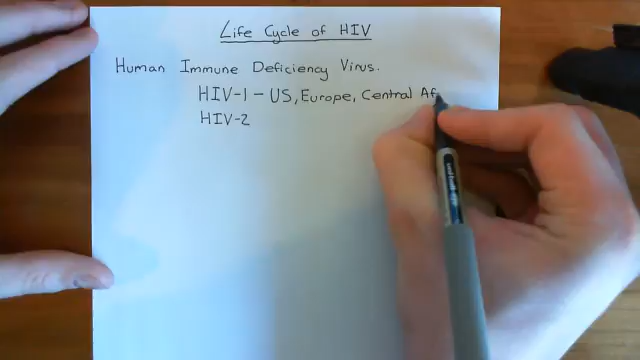 Life Cycle of HIV
Human Immune Deficiency Virus.
HIV-1 - US, Europe, Central Af
HIV-2